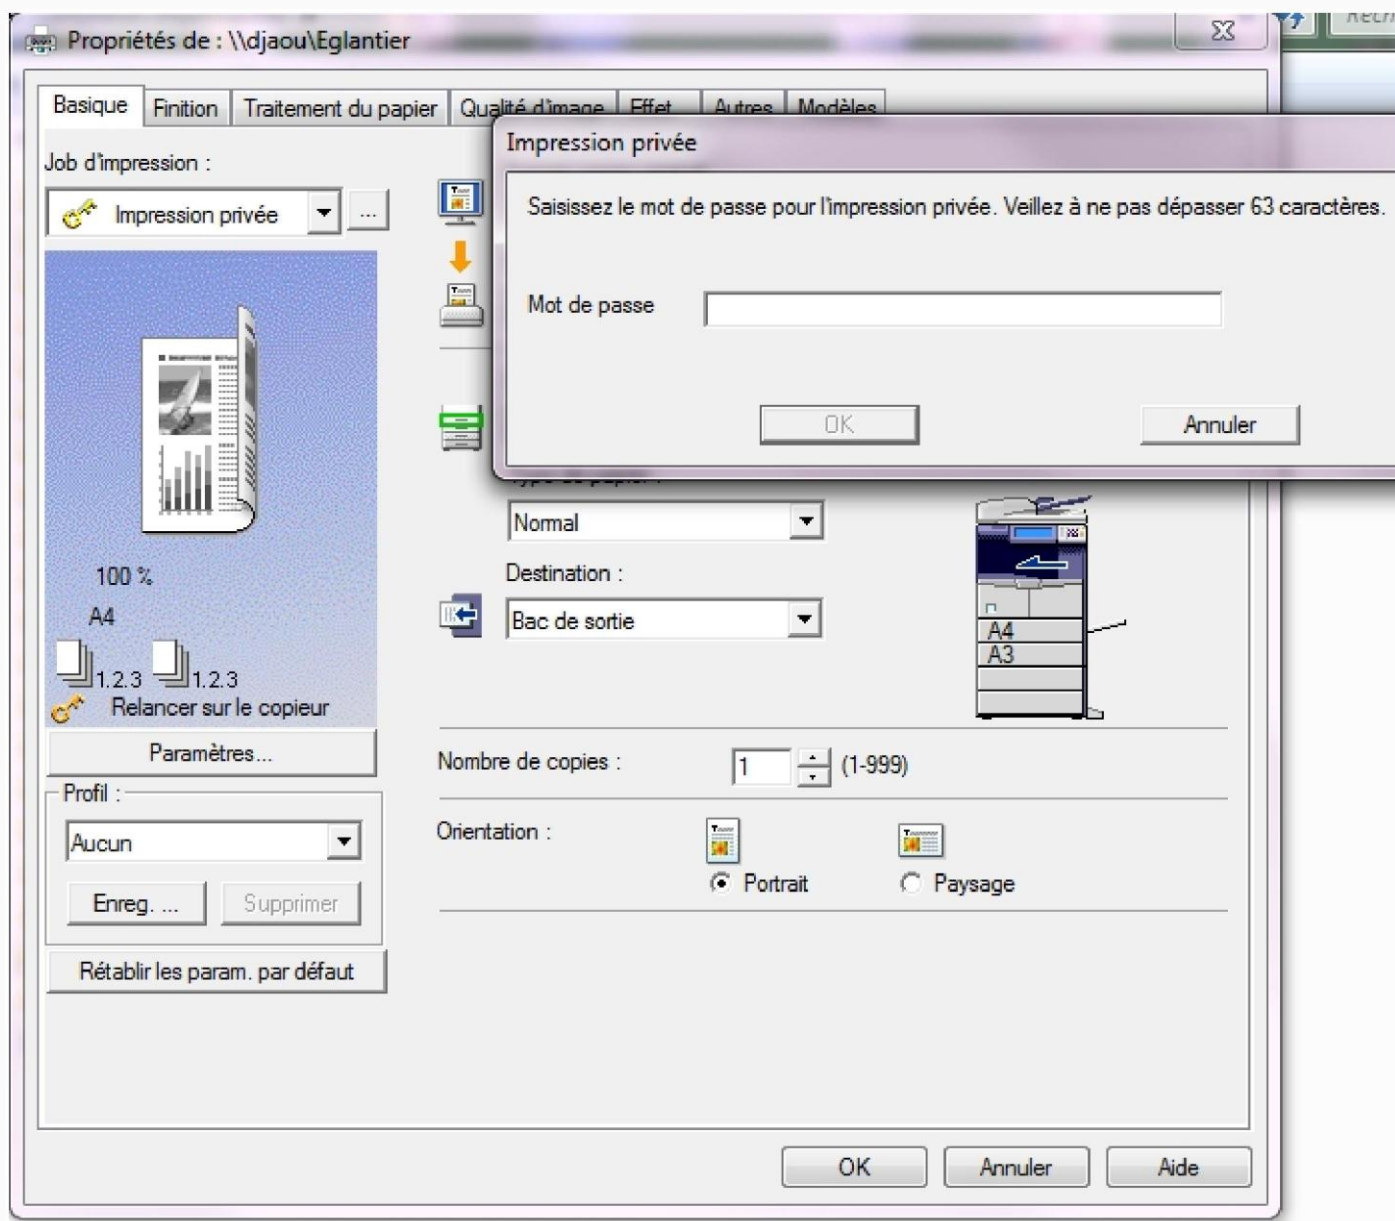 Propriétés de : \\djaou\Eglantier
Rech
Basique
Finition
Traitement du papier
Qualité d'image
Effet
Autres
Modèles
Job d'impression :
Impression privée
...
Impression privée
Saisissez le mot de passe pour l'impression privée. Veillez à ne pas dépasser 63 caractères.
Mot de passe
OK
Annuler
Type de papier :
Normal
Destination :
Bac de sortie
A4
A3
100 %
A4
1.2.3
1.2.3
Relancer sur le copieur
Paramètres...
Profil :
Aucun
Enreg. ...
Supprimer
Rétablir les param. par défaut
Nombre de copies :
1
(1-999)
Orientation :
Portrait
Paysage
OK
Annuler
Aide